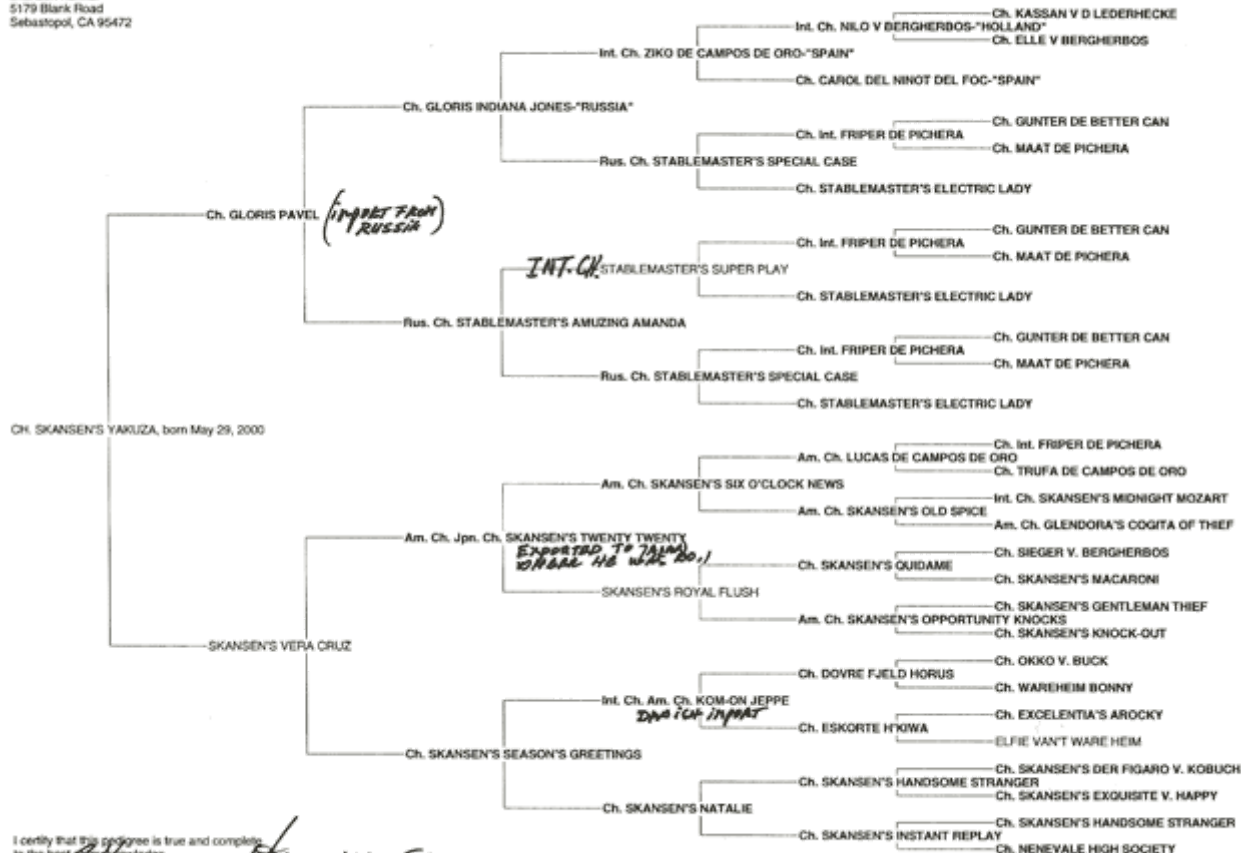 5179 Blank Road
Sebastopol, CA 95472
Ch. KASSAN V D LEDERHECKE
Int. Ch. NILO V BERGHERBOS-"HOLLAND"
Ch. ELLE V BERGHERBOS
Int. Ch. ZIKO DE CAMPOS DE ORO-"SPAIN"
Ch. CAROL DEL NINOT DEL FOC-"SPAIN"
Ch. GLORIS INDIANA JONES-"RUSSIA"
Ch. GUNTER DE BETTER CAN
Ch. Int. FRIPER DE PICHERA
Ch. MAAT DE PICHERA
Rus. Ch. STABLEMASTER'S SPECIAL CASE
Ch. STABLEMASTER'S ELECTRIC LADY
Ch. GLORIS PAVEL (IMPORT FROM
RUSSIA)
Ch. GUNTER DE BETTER CAN
Ch. Int. FRIPER DE PICHERA
Ch. MAAT DE PICHERA
INT. CH. STABLEMASTER'S SUPER PLAY
Ch. STABLEMASTER'S ELECTRIC LADY
Rus. Ch. STABLEMASTER'S AMUZING AMANDA
Ch. GUNTER DE BETTER CAN
Ch. Int. FRIPER DE PICHERA
Ch. MAAT DE PICHERA
Rus. Ch. STABLEMASTER'S SPECIAL CASE
Ch. STABLEMASTER'S ELECTRIC LADY
CH. SKANSEN'S YAKUZA, born May 29, 2000
Ch. Int. FRIPER DE PICHERA
Am. Ch. LUCAS DE CAMPOS DE ORO
Ch. TRUFA DE CAMPOS DE ORO
Am. Ch. SKANSEN'S SIX O'CLOCK NEWS
Int. Ch. SKANSEN'S MIDNIGHT MOZART
Am. Ch. SKANSEN'S OLD SPICE
Am. Ch. GLENDORA'S COGITA OF THIEF
Am. Ch. Jpn. Ch. SKANSEN'S TWENTY TWENTY
EXPORTED TO JAPAN
WHERE HE WAS NO. 1
Ch. SIEGER V. BERGHERBOS
Ch. SKANSEN'S QUIDAME
Ch. SKANSEN'S MACARONI
SKANSEN'S ROYAL FLUSH
Ch. SKANSEN'S GENTLEMAN THIEF
Am. Ch. SKANSEN'S OPPORTUNITY KNOCKS
Ch. SKANSEN'S KNOCK-OUT
SKANSEN'S VERA CRUZ
Ch. OKKO V. BUCK
Ch. DOVRE FJELD HORUS
Ch. WAREHEIM BONNY
Int. Ch. Am. Ch. KOM-ON JEPPE
IMPORT
Ch. EXCELENTIA'S AROCKY
Ch. ESKORTE H'KIWA
ELFIE VAN'T WARE HEIM
Ch. SKANSEN'S SEASON'S GREETINGS
Ch. SKANSEN'S DER FIGARO V. KOBUCH
Ch. SKANSEN'S HANDSOME STRANGER
Ch. SKANSEN'S EXQUISITE V. HAPPY
Ch. SKANSEN'S NATALIE
Ch. SKANSEN'S HANDSOME STRANGER
Ch. SKANSEN'S INSTANT REPLAY
Ch. NENEVALE HIGH SOCIETY
I certify that this pedigree is true and complete